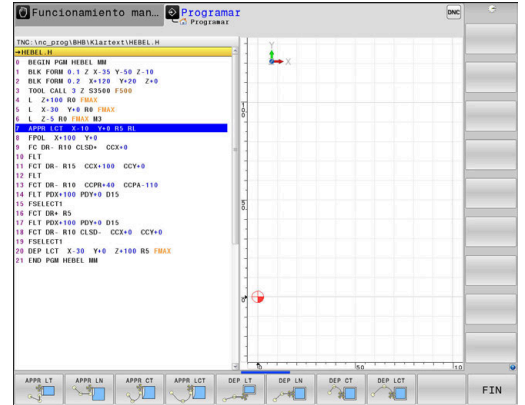 Funcionamiento man...
Programar
Programar
DNC
TNC:\nc_prog\BHB\Klartext\HEBEL.H
→HEBEL.H
0 BEGIN PGM HEBEL MM
1 BLK FORM 0.1 Z X-35 Y-50 Z-10
2 BLK FORM 0.2 X+120 Y+20 Z+0
3 TOOL CALL 3 Z S3500 F500
4 L Z+100 R0 FMAX
5 L X-30 Y+0 R0 FMAX
6 L Z-5 R0 FMAX M3
7 APPR LCT X-10 Y+0 R5 RL
8 FPOL X+100 Y+0
9 FC DR- R10 CLSD+ CCX+0
10 FLT
11 FCT DR- R15 CCX+100 CCY+0
12 FLT
13 FCT DR- R10 CCPR+40 CCPA-110
14 FLT PDX+100 PDY+0 D15
15 FSELECT1
16 FCT DR+ R5
17 FLT PDX+100 PDY+0 D15
18 FCT DR- R10 CLSD- CCX+0 CCY+0
19 FSELECT1
20 DEP LCT X-30 Y+0 Z+100 R5 FMAX
21 END PGM HEBEL MM
Y
X
100
50
0
50
APPR LT
APPR LN
APPR CT
APPR LCT
DEP LT
DEP LN
DEP CT
DEP LCT
FIN